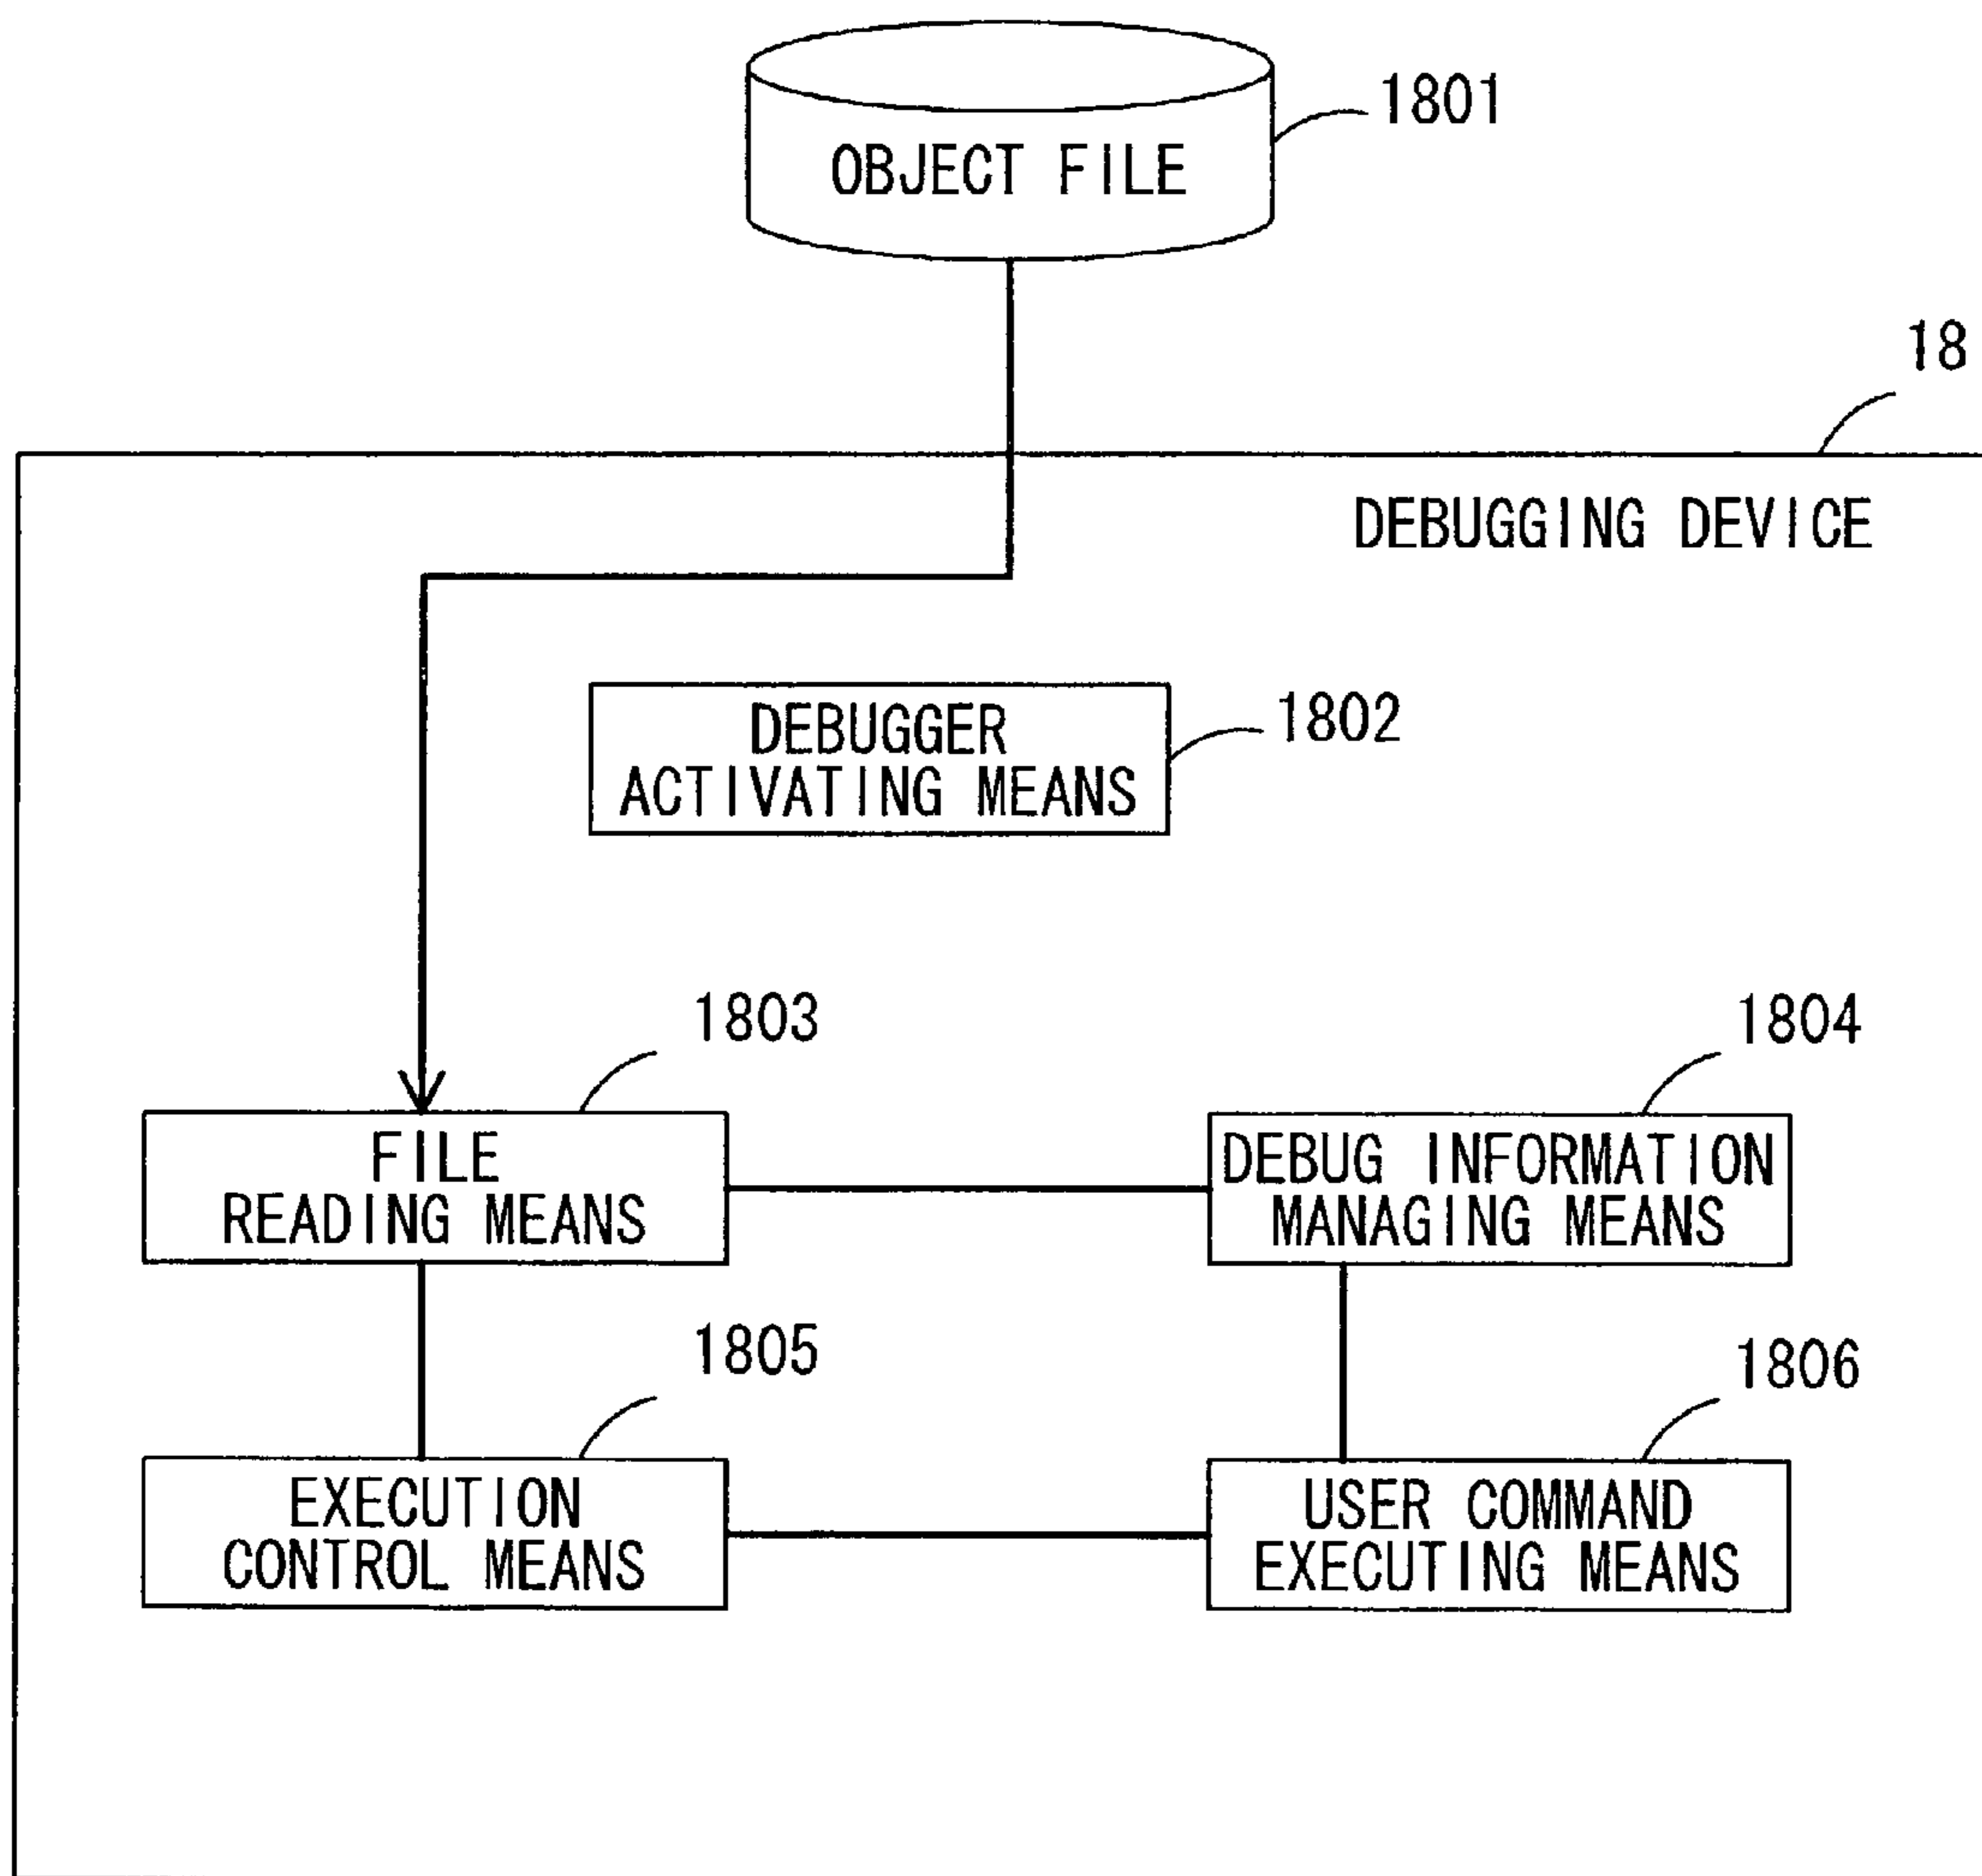 1801
OBJECT FILE
18
DEBUGGING DEVICE
1802
DEBUGGER
ACTIVATING MEANS
1803
1804
FILE
READING MEANS
DEBUG INFORMATION
MANAGING MEANS
1805
1806
EXECUTION
CONTROL MEANS
USER COMMAND
EXECUTING MEANS